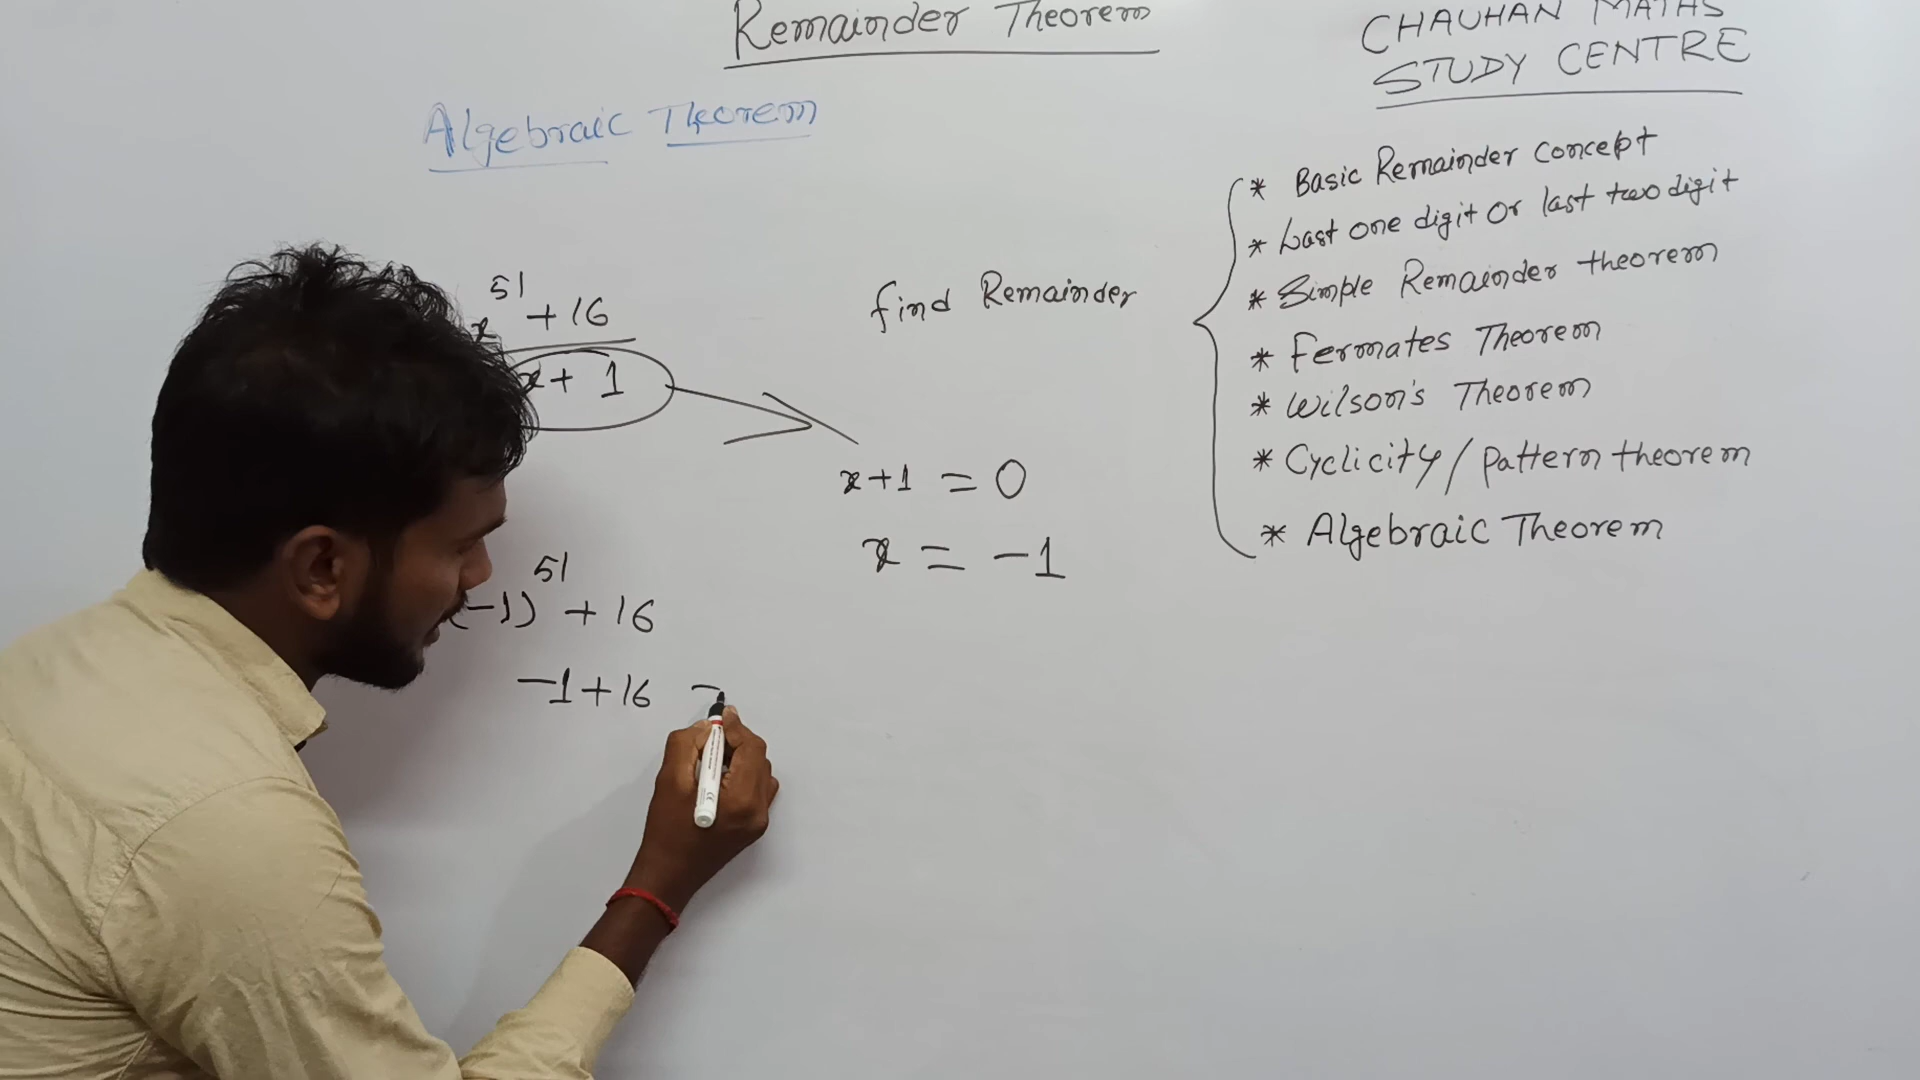 Remainder Theorem
CHAUHAN MATHS
STUDY CENTRE
Algebraic Theorem
x^51 + 16
x + 1
find Remainder
x+1 = 0
x = -1
(-1)^51 + 16
-1 + 16
* Basic Remainder concept
* Last one digit or last two digit
* Simple Remainder theorem
* Fermates Theorem
* Wilson's Theorem
* Cyclicity / pattern theorem
* Algebraic Theorem